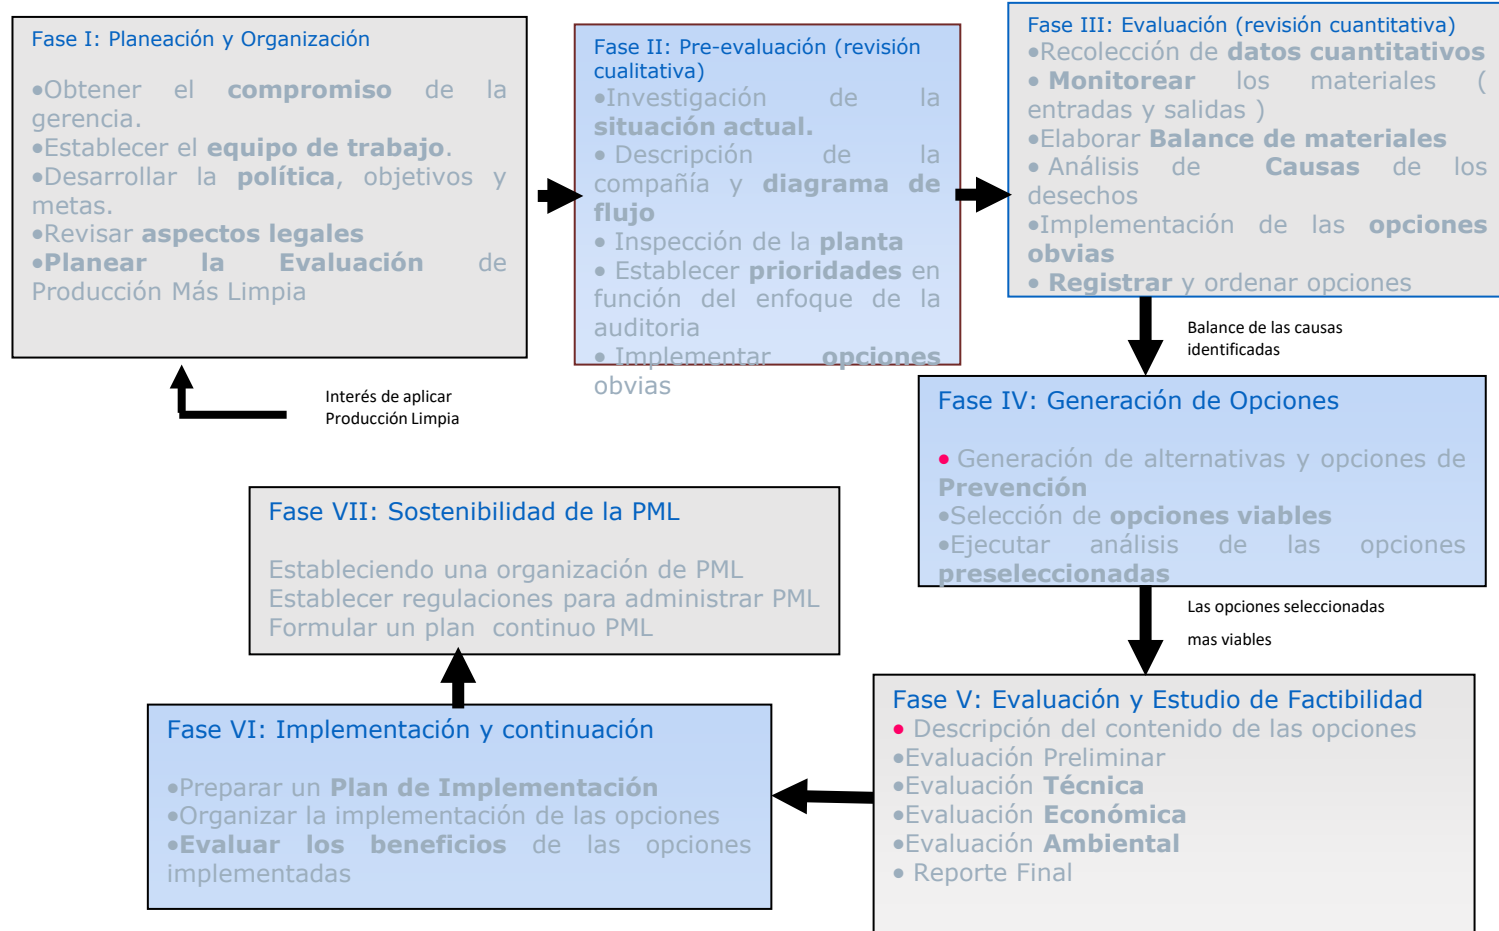 Fase I: Planeación y Organización
•Obtener el compromiso de la
gerencia.
•Establecer el equipo de trabajo.
•Desarrollar la política, objetivos y
metas.
•Revisar aspectos legales
•Planear la Evaluación de
Producción Más Limpia
Interés de aplicar
Producción Limpia
Fase II: Pre-evaluación (revisión
cualitativa)
•Investigación de la
situación actual.
• Descripción de la
compañía y diagrama de
flujo
• Inspección de la planta
• Establecer prioridades en
función del enfoque de la
auditoria
• Implementar opciones
obvias
Fase III: Evaluación (revisión cuantitativa)
•Recolección de datos cuantitativos
• Monitorear los materiales (
entradas y salidas )
•Elaborar Balance de materiales
• Análisis de Causas de los
desechos
•Implementación de las opciones
obvias
• Registrar y ordenar opciones
Balance de las causas
identificadas
Fase IV: Generación de Opciones
• Generación de alternativas y opciones de
Prevención
•Selección de opciones viables
•Ejecutar análisis de las opciones
preseleccionadas
Las opciones seleccionadas
mas viables
Fase V: Evaluación y Estudio de Factibilidad
• Descripción del contenido de las opciones
•Evaluación Preliminar
•Evaluación Técnica
•Evaluación Económica
•Evaluación Ambiental
• Reporte Final
Fase VI: Implementación y continuación
•Preparar un Plan de Implementación
•Organizar la implementación de las opciones
•Evaluar los beneficios de las opciones
implementadas
Fase VII: Sostenibilidad de la PML
Estableciendo una organización de PML
Establecer regulaciones para administrar PML
Formular un plan continuo PML